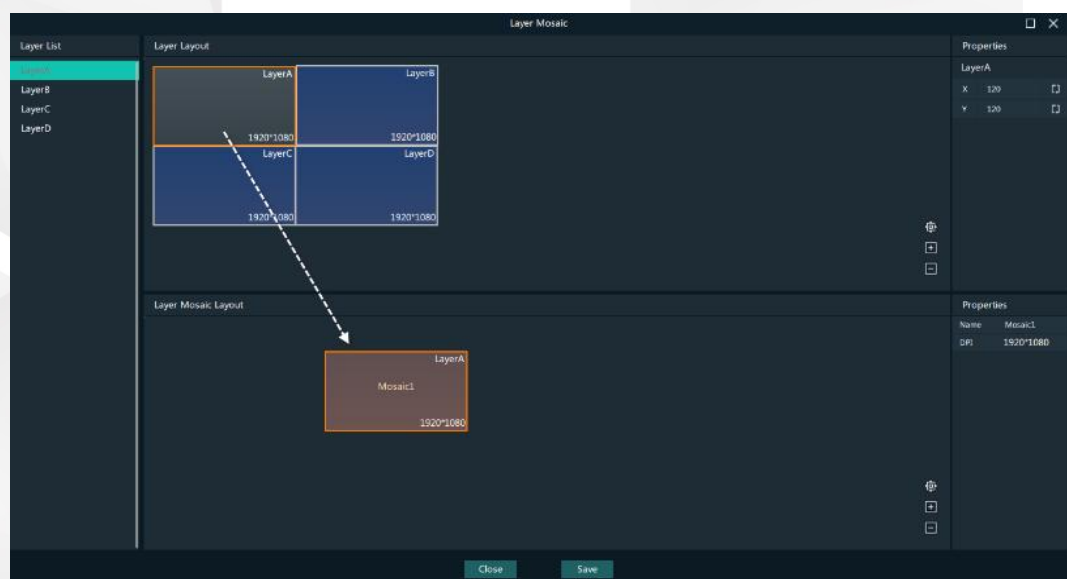 Layer Mosaic
Layer List
LayerA
LayerB
LayerC
LayerD
Layer Layout
LayerA
1920*1080
LayerB
1920*1080
LayerC
1920*1080
LayerD
1920*1080
Properties
LayerA
X 120
Y 120
Layer Mosaic Layout
LayerA
Mosaic1
1920*1080
Properties
Name Mosaic1
DPI 1920*1080
Close Save